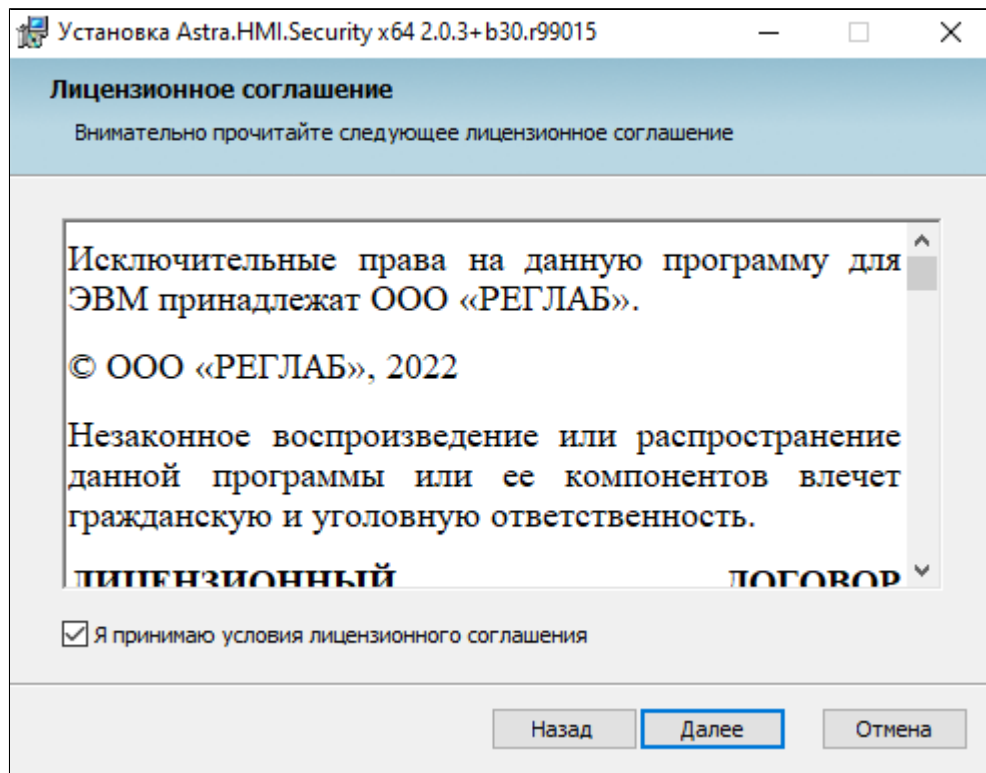 Установка Astra.HMI.Security x64 2.0.3+b30.r99015
Лицензионное соглашение
Внимательно прочитайте следующее лицензионное соглашение
Исключительные права на данную программу для
ЭВМ принадлежат ООО «РЕГЛАБ».
© ООО «РЕГЛАБ», 2022
Незаконное воспроизведение или распространение
данной программы или ее компонентов влечет
гражданскую и уголовную ответственность.
ЛИЦЕНЗИОННЫЙ ДОГОВОР
Я принимаю условия лицензионного соглашения
Назад Далее Отмена